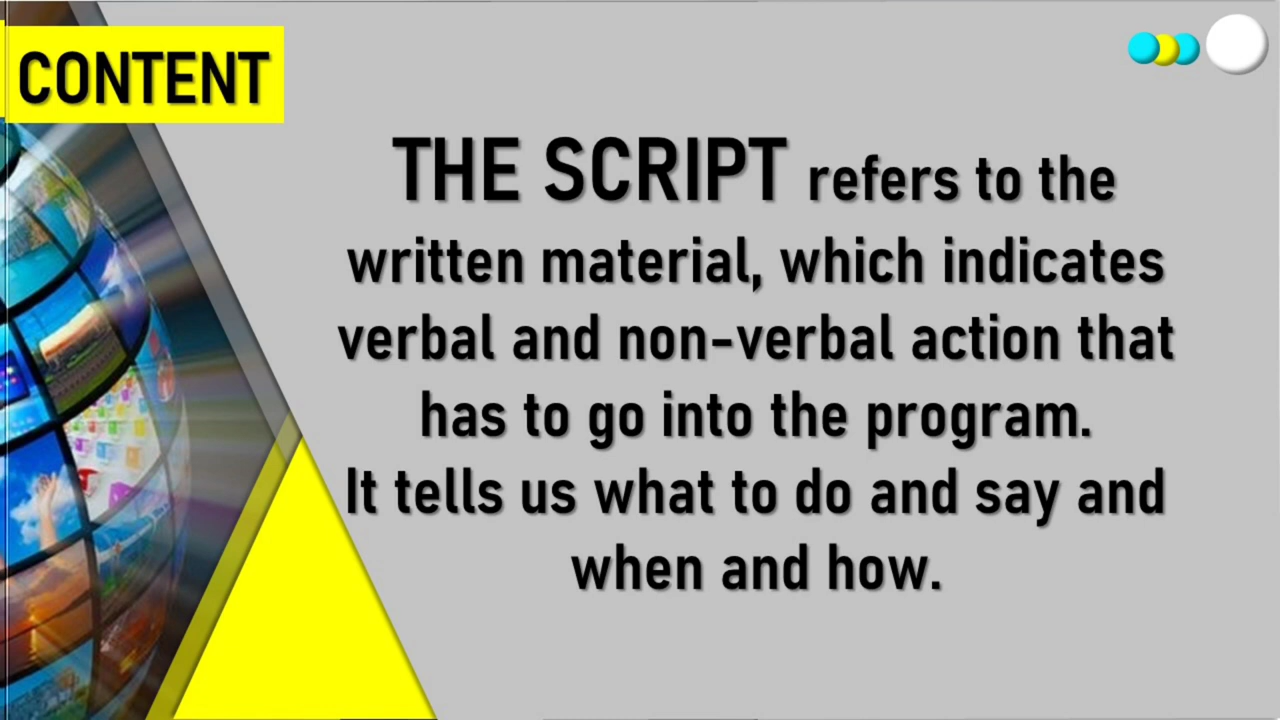 CONTENT
THE SCRIPT refers to the
written material, which indicates
verbal and non-verbal action that
has to go into the program.
It tells us what to do and say and
when and how.